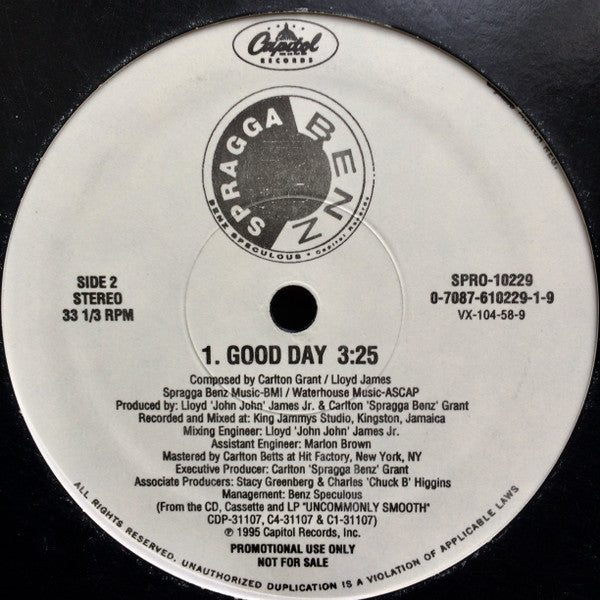 Capitol
RECORDS
SPRAGGA BENZ
BENZ SPECULOUS • Capitol Records
SIDE 2
STEREO
33 1/3 RPM
SPRO-10229
0-7087-610229-1-9
VX-104-58-9
1. GOOD DAY 3:25
Composed by Carlton Grant / Lloyd James
Spragga Benz Music-BMI / Waterhouse Music-ASCAP
Produced by: Lloyd 'John John' James Jr. & Carlton 'Spragga Benz' Grant
Recorded and Mixed at: King Jammys Studio, Kingston, Jamaica
Mixing Engineer: Lloyd 'John John' James Jr.
Assistant Engineer: Marlon Brown
Mastered by Carlton Betts at Hit Factory, New York, NY
Executive Producer: Carlton 'Spragga Benz' Grant
Associate Producers: Stacy Greenberg & Charles 'Chuck B' Higgins
Management: Benz Speculous
(From the CD, Cassette and LP "UNCOMMONLY SMOOTH"
CDP-31107, C4-31107 & C1-31107)
℗ 1995 Capitol Records, Inc.
PROMOTIONAL USE ONLY
NOT FOR SALE
ALL RIGHTS RESERVED. UNAUTHORIZED DUPLICATION IS A VIOLATION OF APPLICABLE LAWS